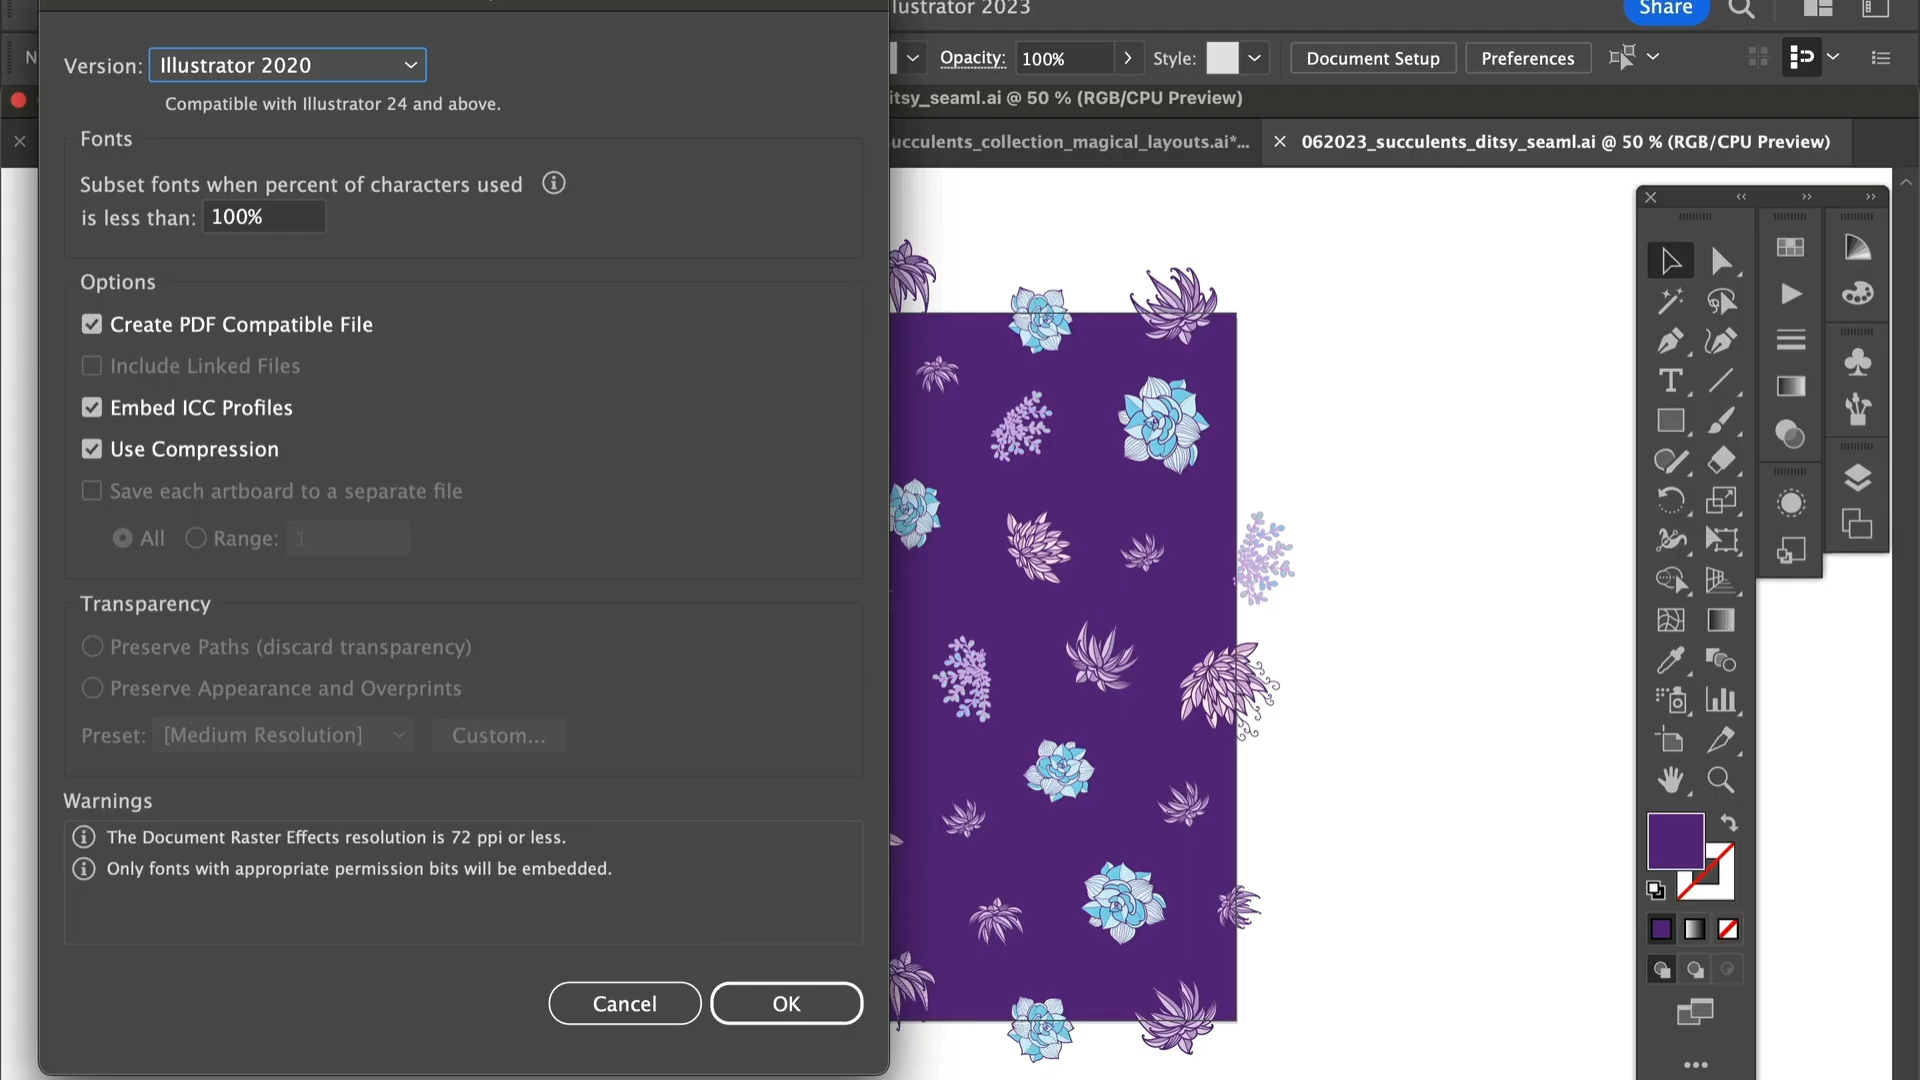 lustrator 2023
Share
N
Opacity: 100% Style: Document Setup Preferences
itsy_seaml.ai @ 50 % (RGB/CPU Preview)
ucculents_collection_magical_layouts.ai*...
062023_succulents_ditsy_seaml.ai @ 50 % (RGB/CPU Preview)
Version: Illustrator 2020
Compatible with Illustrator 24 and above.
Fonts
Subset fonts when percent of characters used
is less than: 100%
Options
Create PDF Compatible File
Include Linked Files
Embed ICC Profiles
Use Compression
Save each artboard to a separate file
All Range: 1
Transparency
Preserve Paths (discard transparency)
Preserve Appearance and Overprints
Preset: [Medium Resolution] Custom...
Warnings
The Document Raster Effects resolution is 72 ppi or less.
Only fonts with appropriate permission bits will be embedded.
Cancel OK